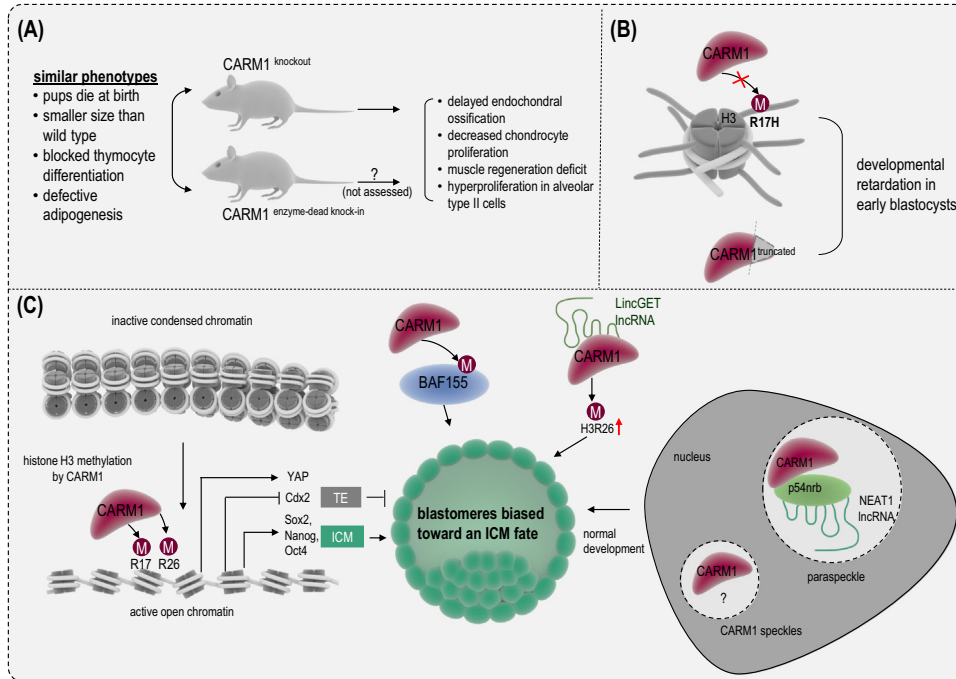 (A)
similar phenotypes
• pups die at birth
• smaller size than
wild type
• blocked thymocyte
differentiation
• defective
adipogenesis
CARM1 knockout
?
(not assessed)
CARM1 enzyme-dead knock-in
• delayed endochondral
ossification
• decreased chondrocyte
proliferation
• muscle regeneration deficit
• hyperproliferation in alveolar
type II cells
(B)
CARM1
M
H3
R17H
CARM1 truncated
developmental
retardation in
early blastocysts
(C)
inactive condensed chromatin
histone H3 methylation
by CARM1
CARM1
M
M
R17
R26
active open chromatin
YAP
Cdx2
TE
Sox2,
Nanog,
Oct4
ICM
CARM1
M
BAF155
LincGET
lncRNA
CARM1
M
H3R26
blastomeres biased
toward an ICM fate
normal
development
nucleus
CARM1
p54nrb
NEAT1
lncRNA
paraspeckle
CARM1
?
CARM1 speckles